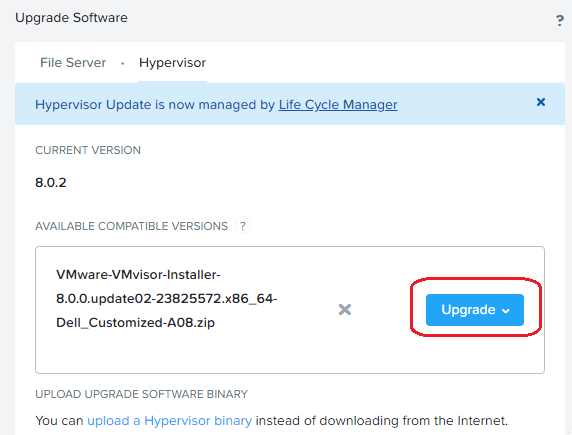 Upgrade Software
?
File Server · Hypervisor
Hypervisor Update is now managed by Life Cycle Manager
CURRENT VERSION
8.0.2
AVAILABLE COMPATIBLE VERSIONS ?
VMware-VMvisor-Installer-
8.0.0.update02-23825572.x86_64-
Dell_Customized-A08.zip
Upgrade
UPLOAD UPGRADE SOFTWARE BINARY
You can upload a Hypervisor binary instead of downloading from the Internet.